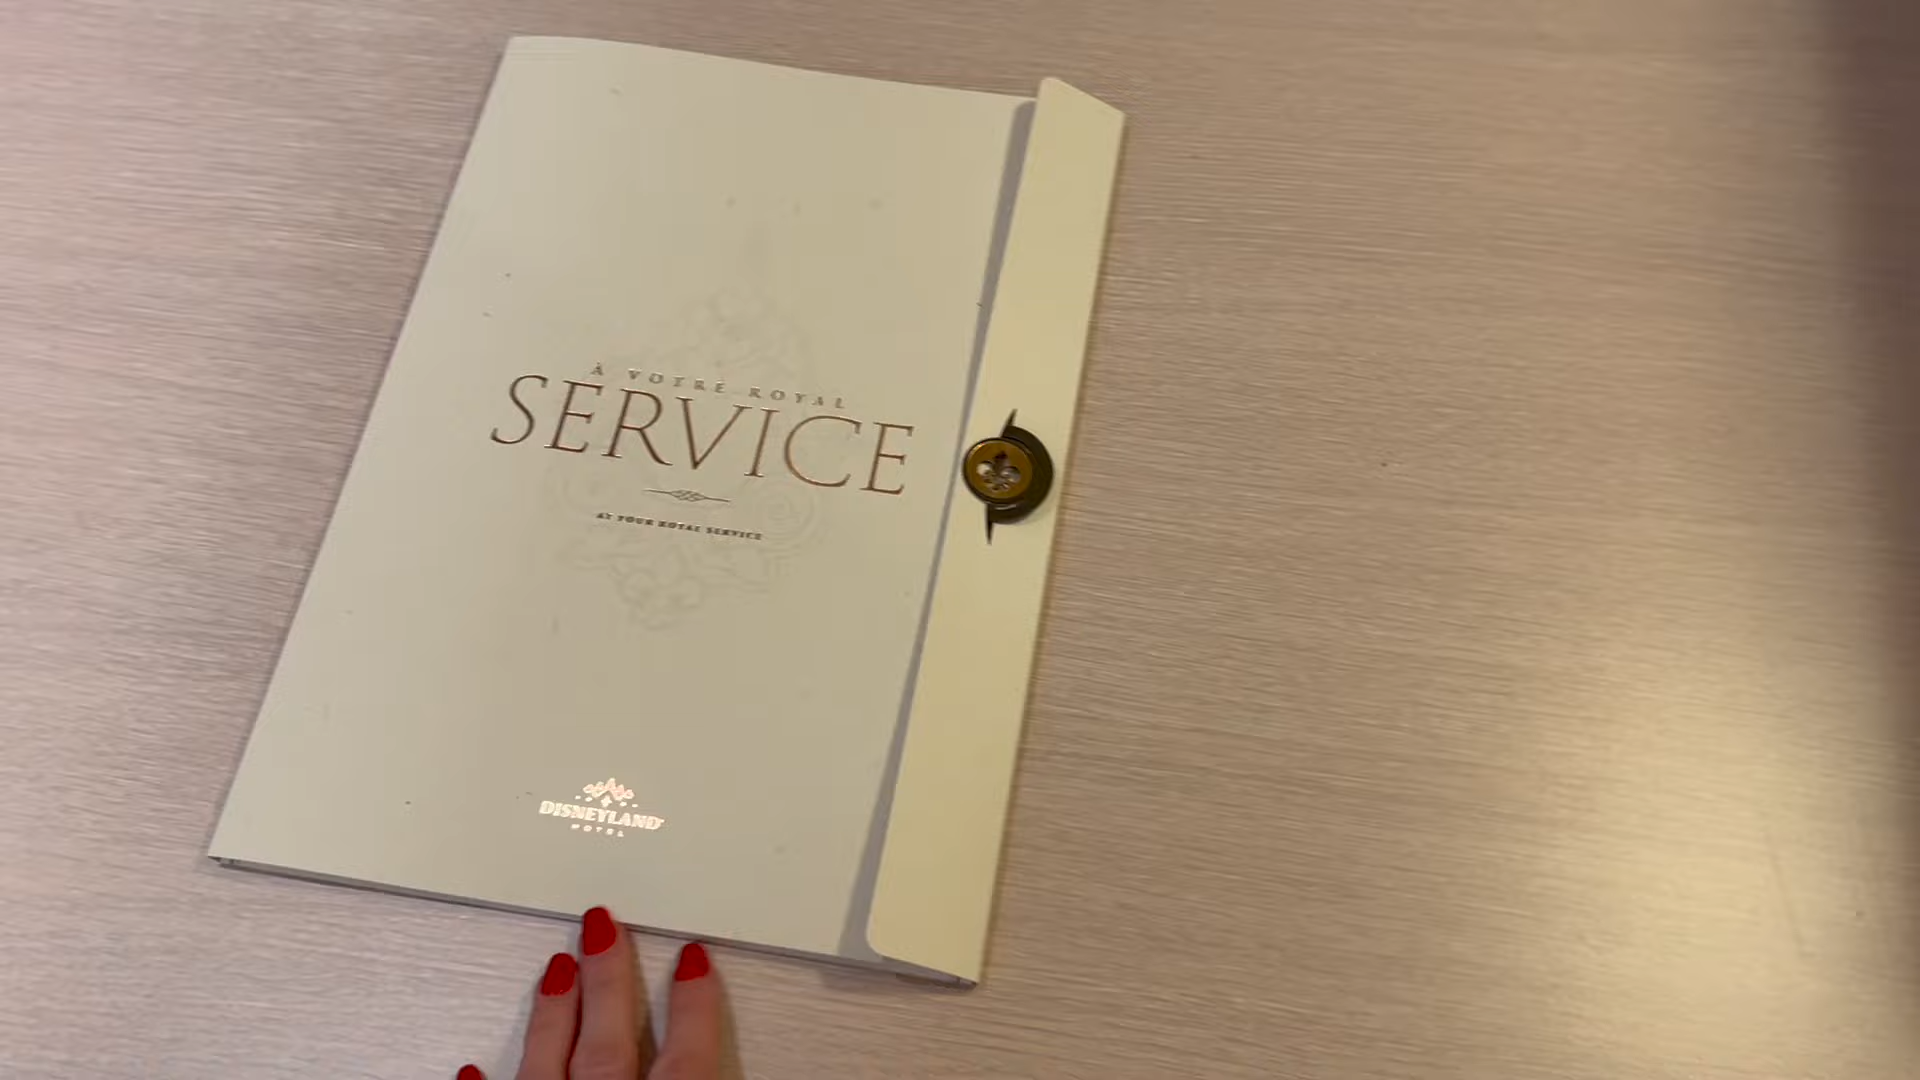 À VOTRE ROYAL
SERVICE
AT YOUR ROYAL SERVICE
DISNEYLAND
HOTEL